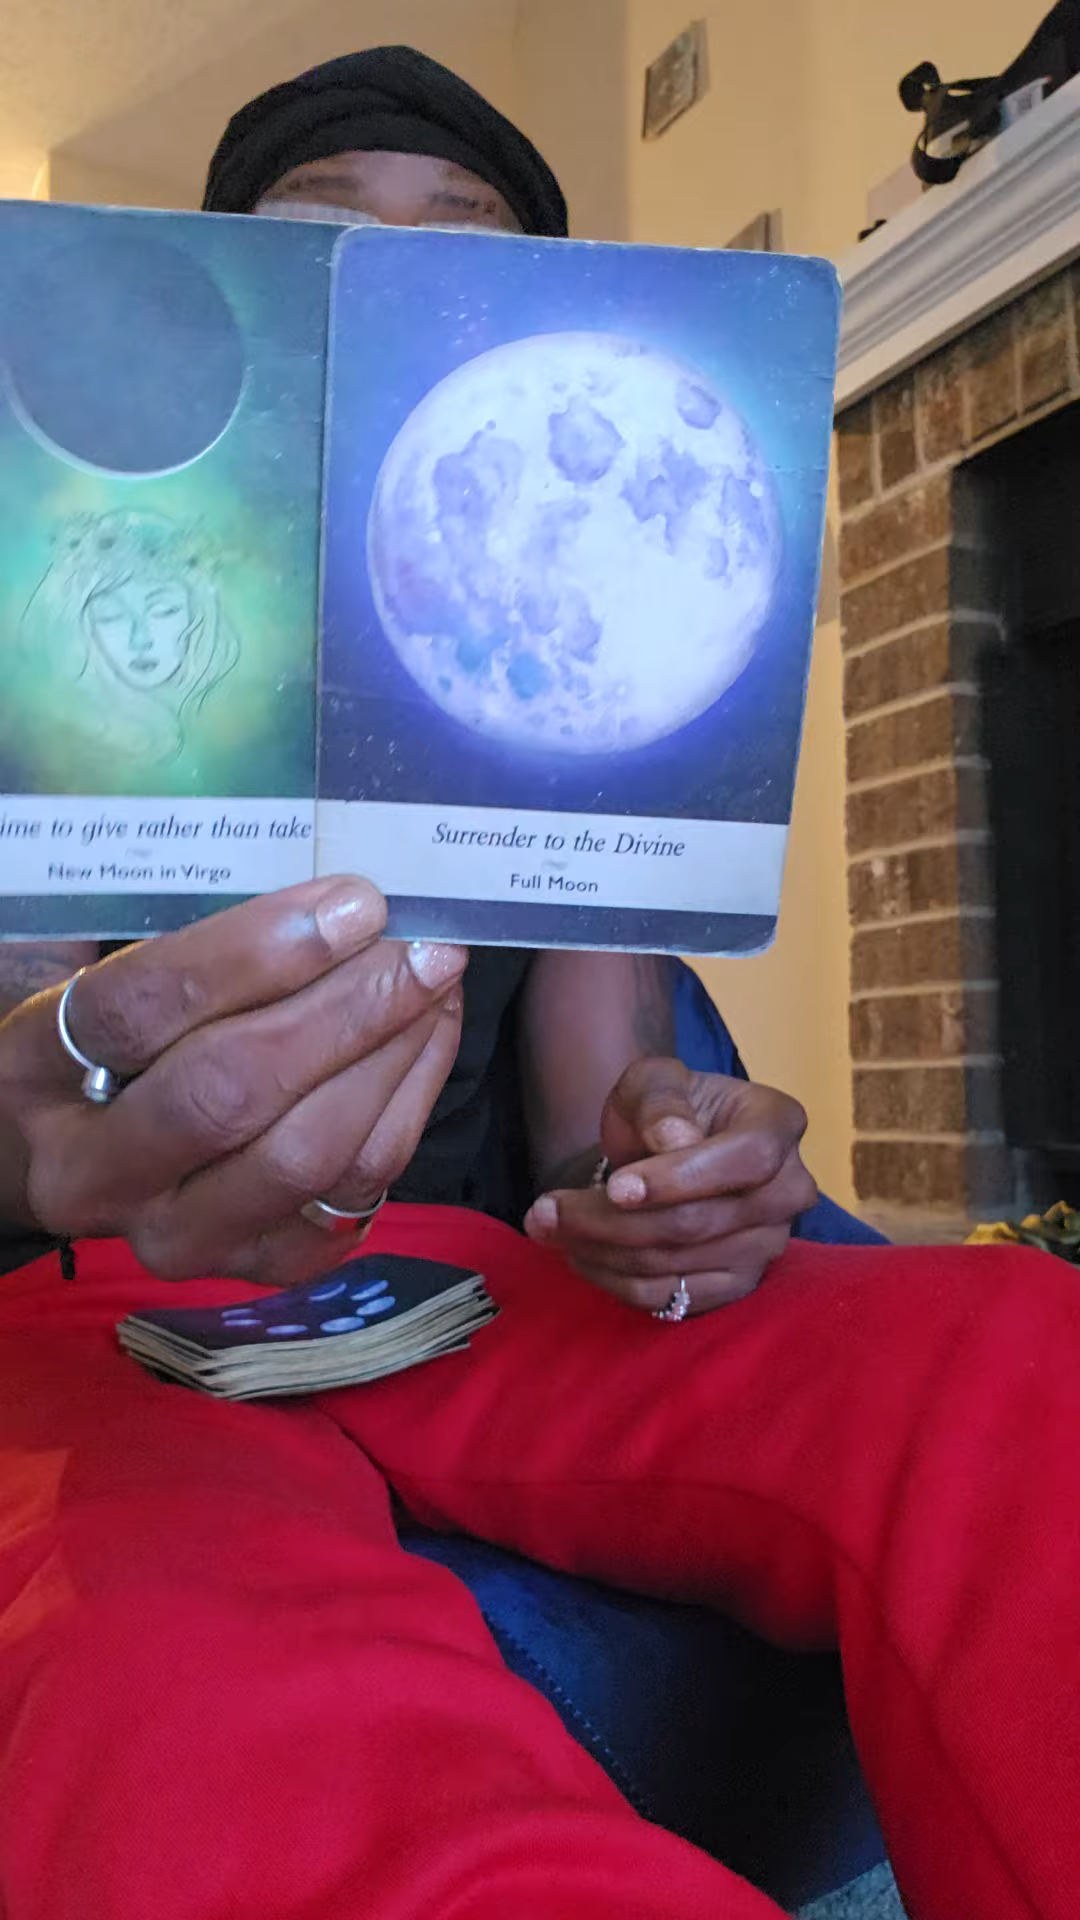 ime to give rather than take
New Moon in Virgo
Surrender to the Divine
Full Moon